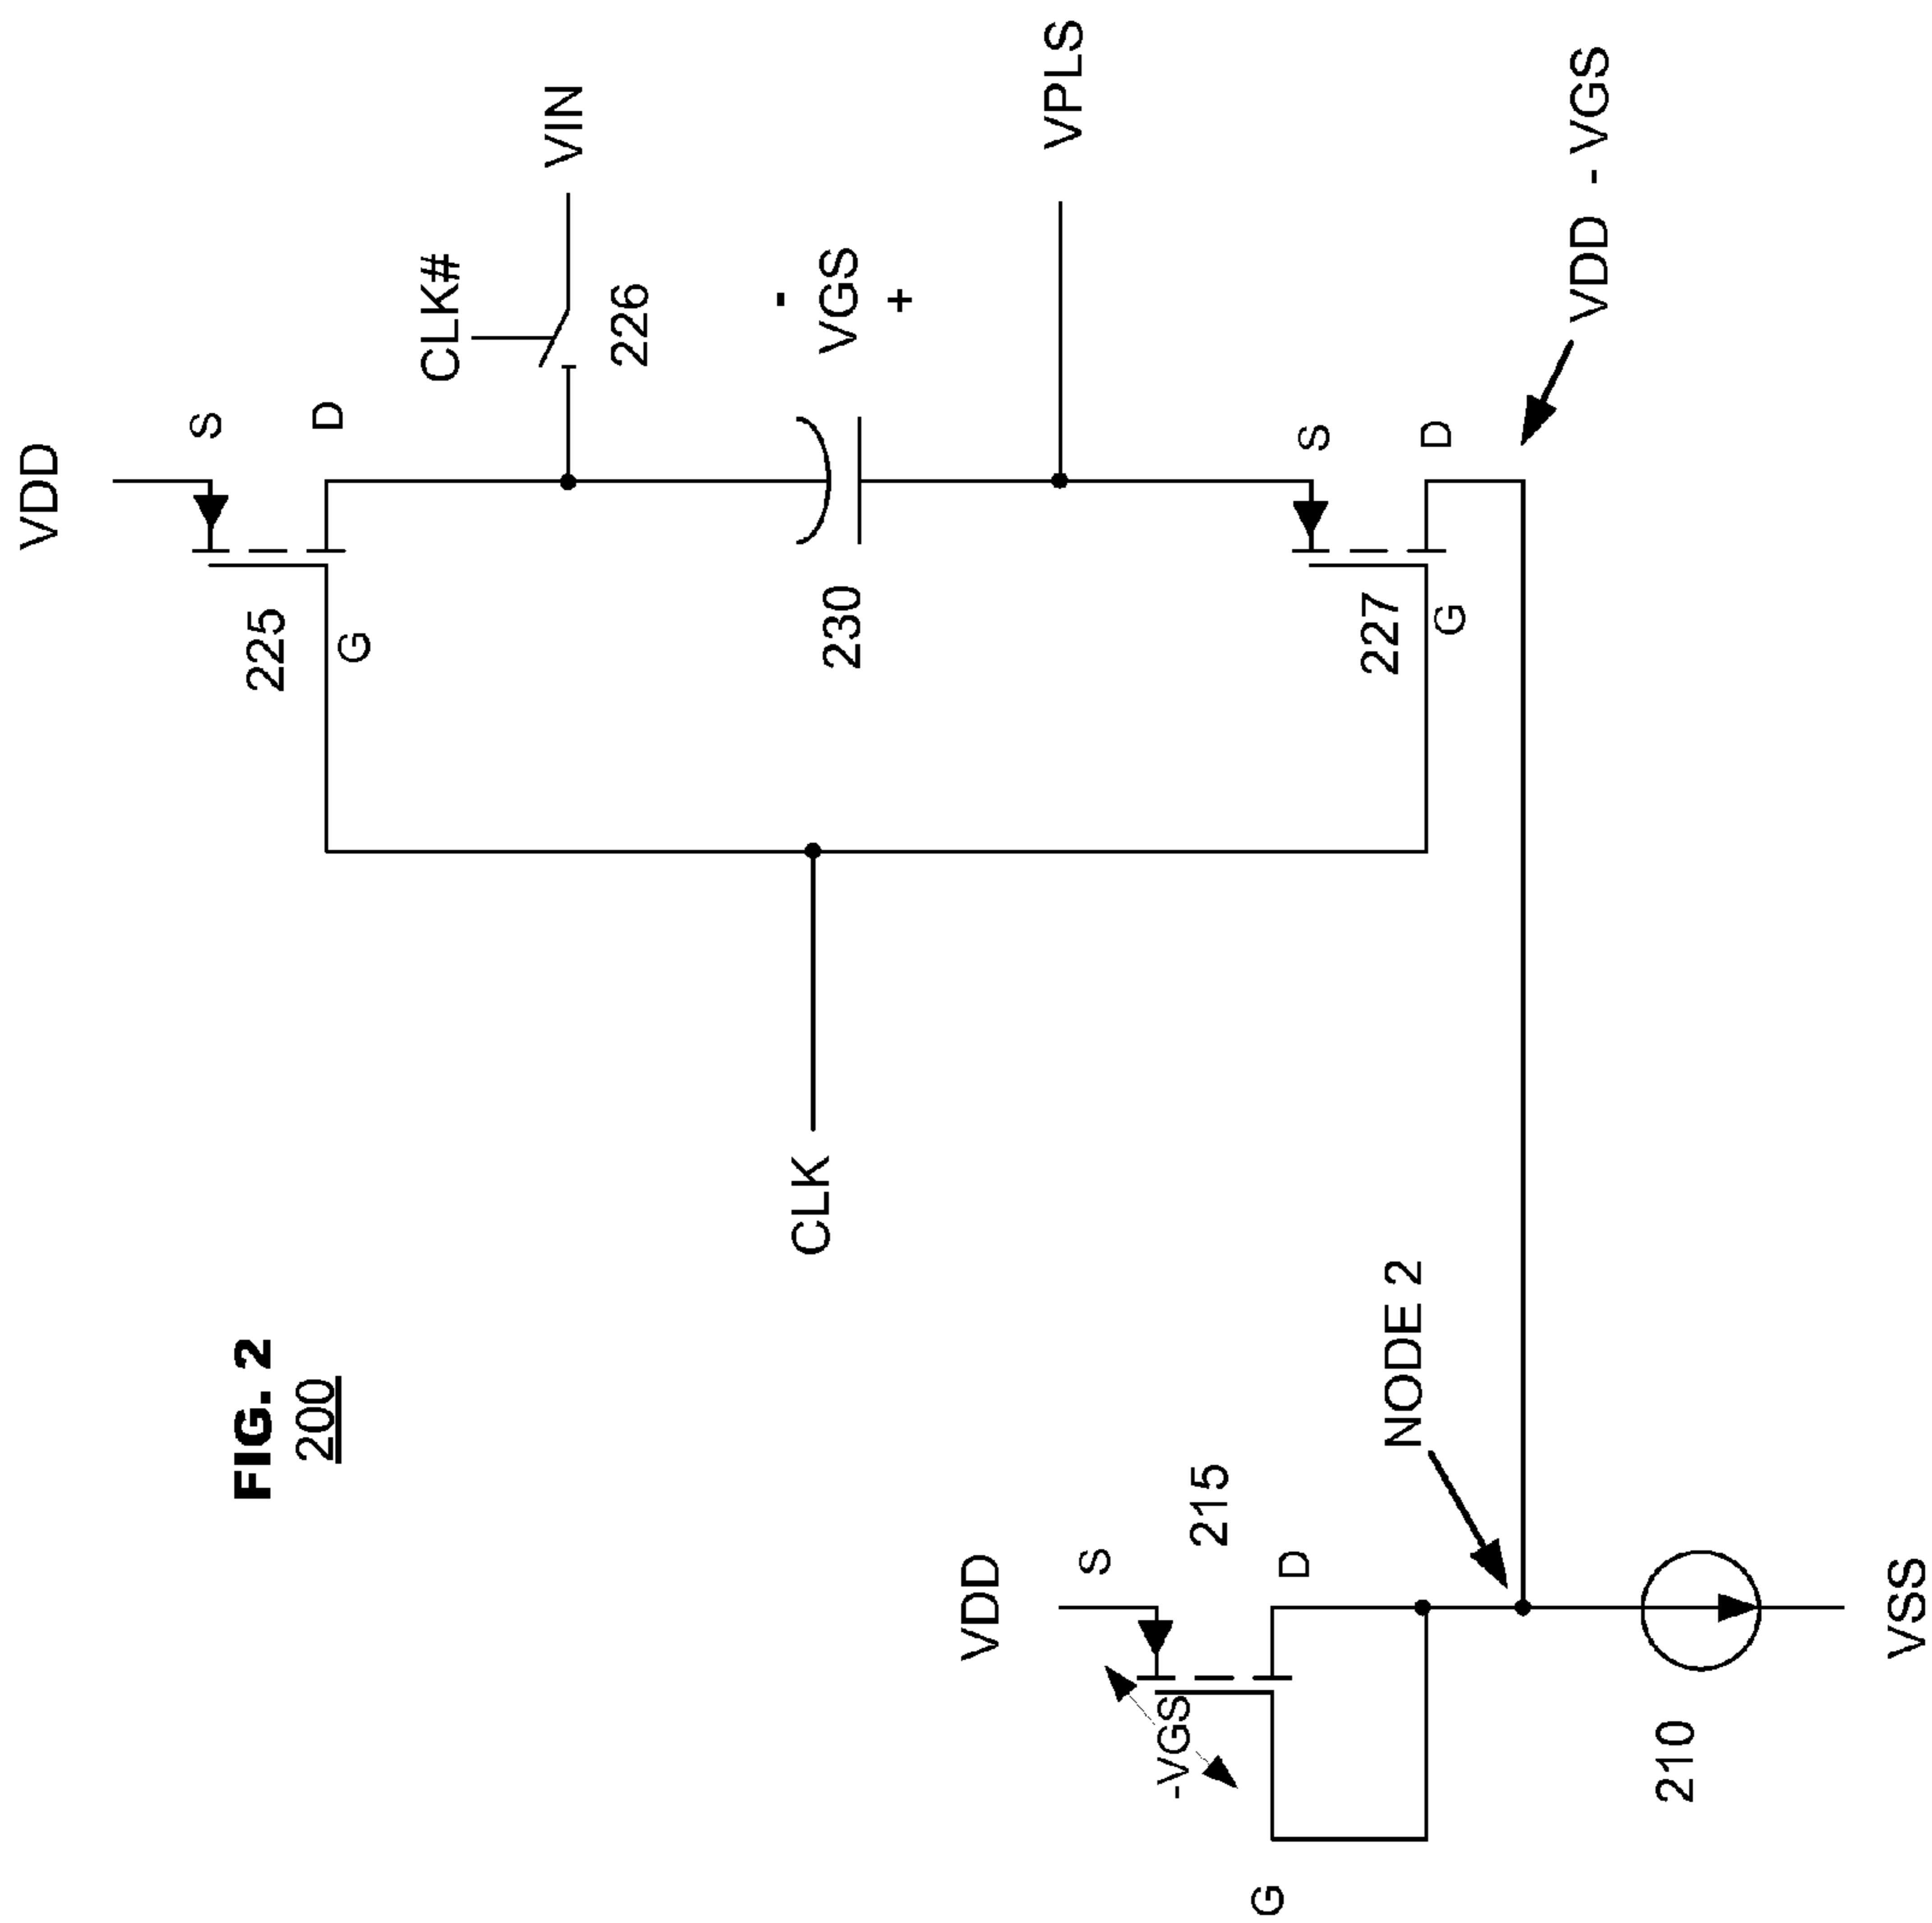 FIG. 2
200
VDD
S
D
225
G
CLK#
VIN
226
-
VGS
+
230
VPLS
CLK
S
D
227
G
VDD - VGS
NODE 2
VDD
S
215
D
-VGS
G
210
VSS